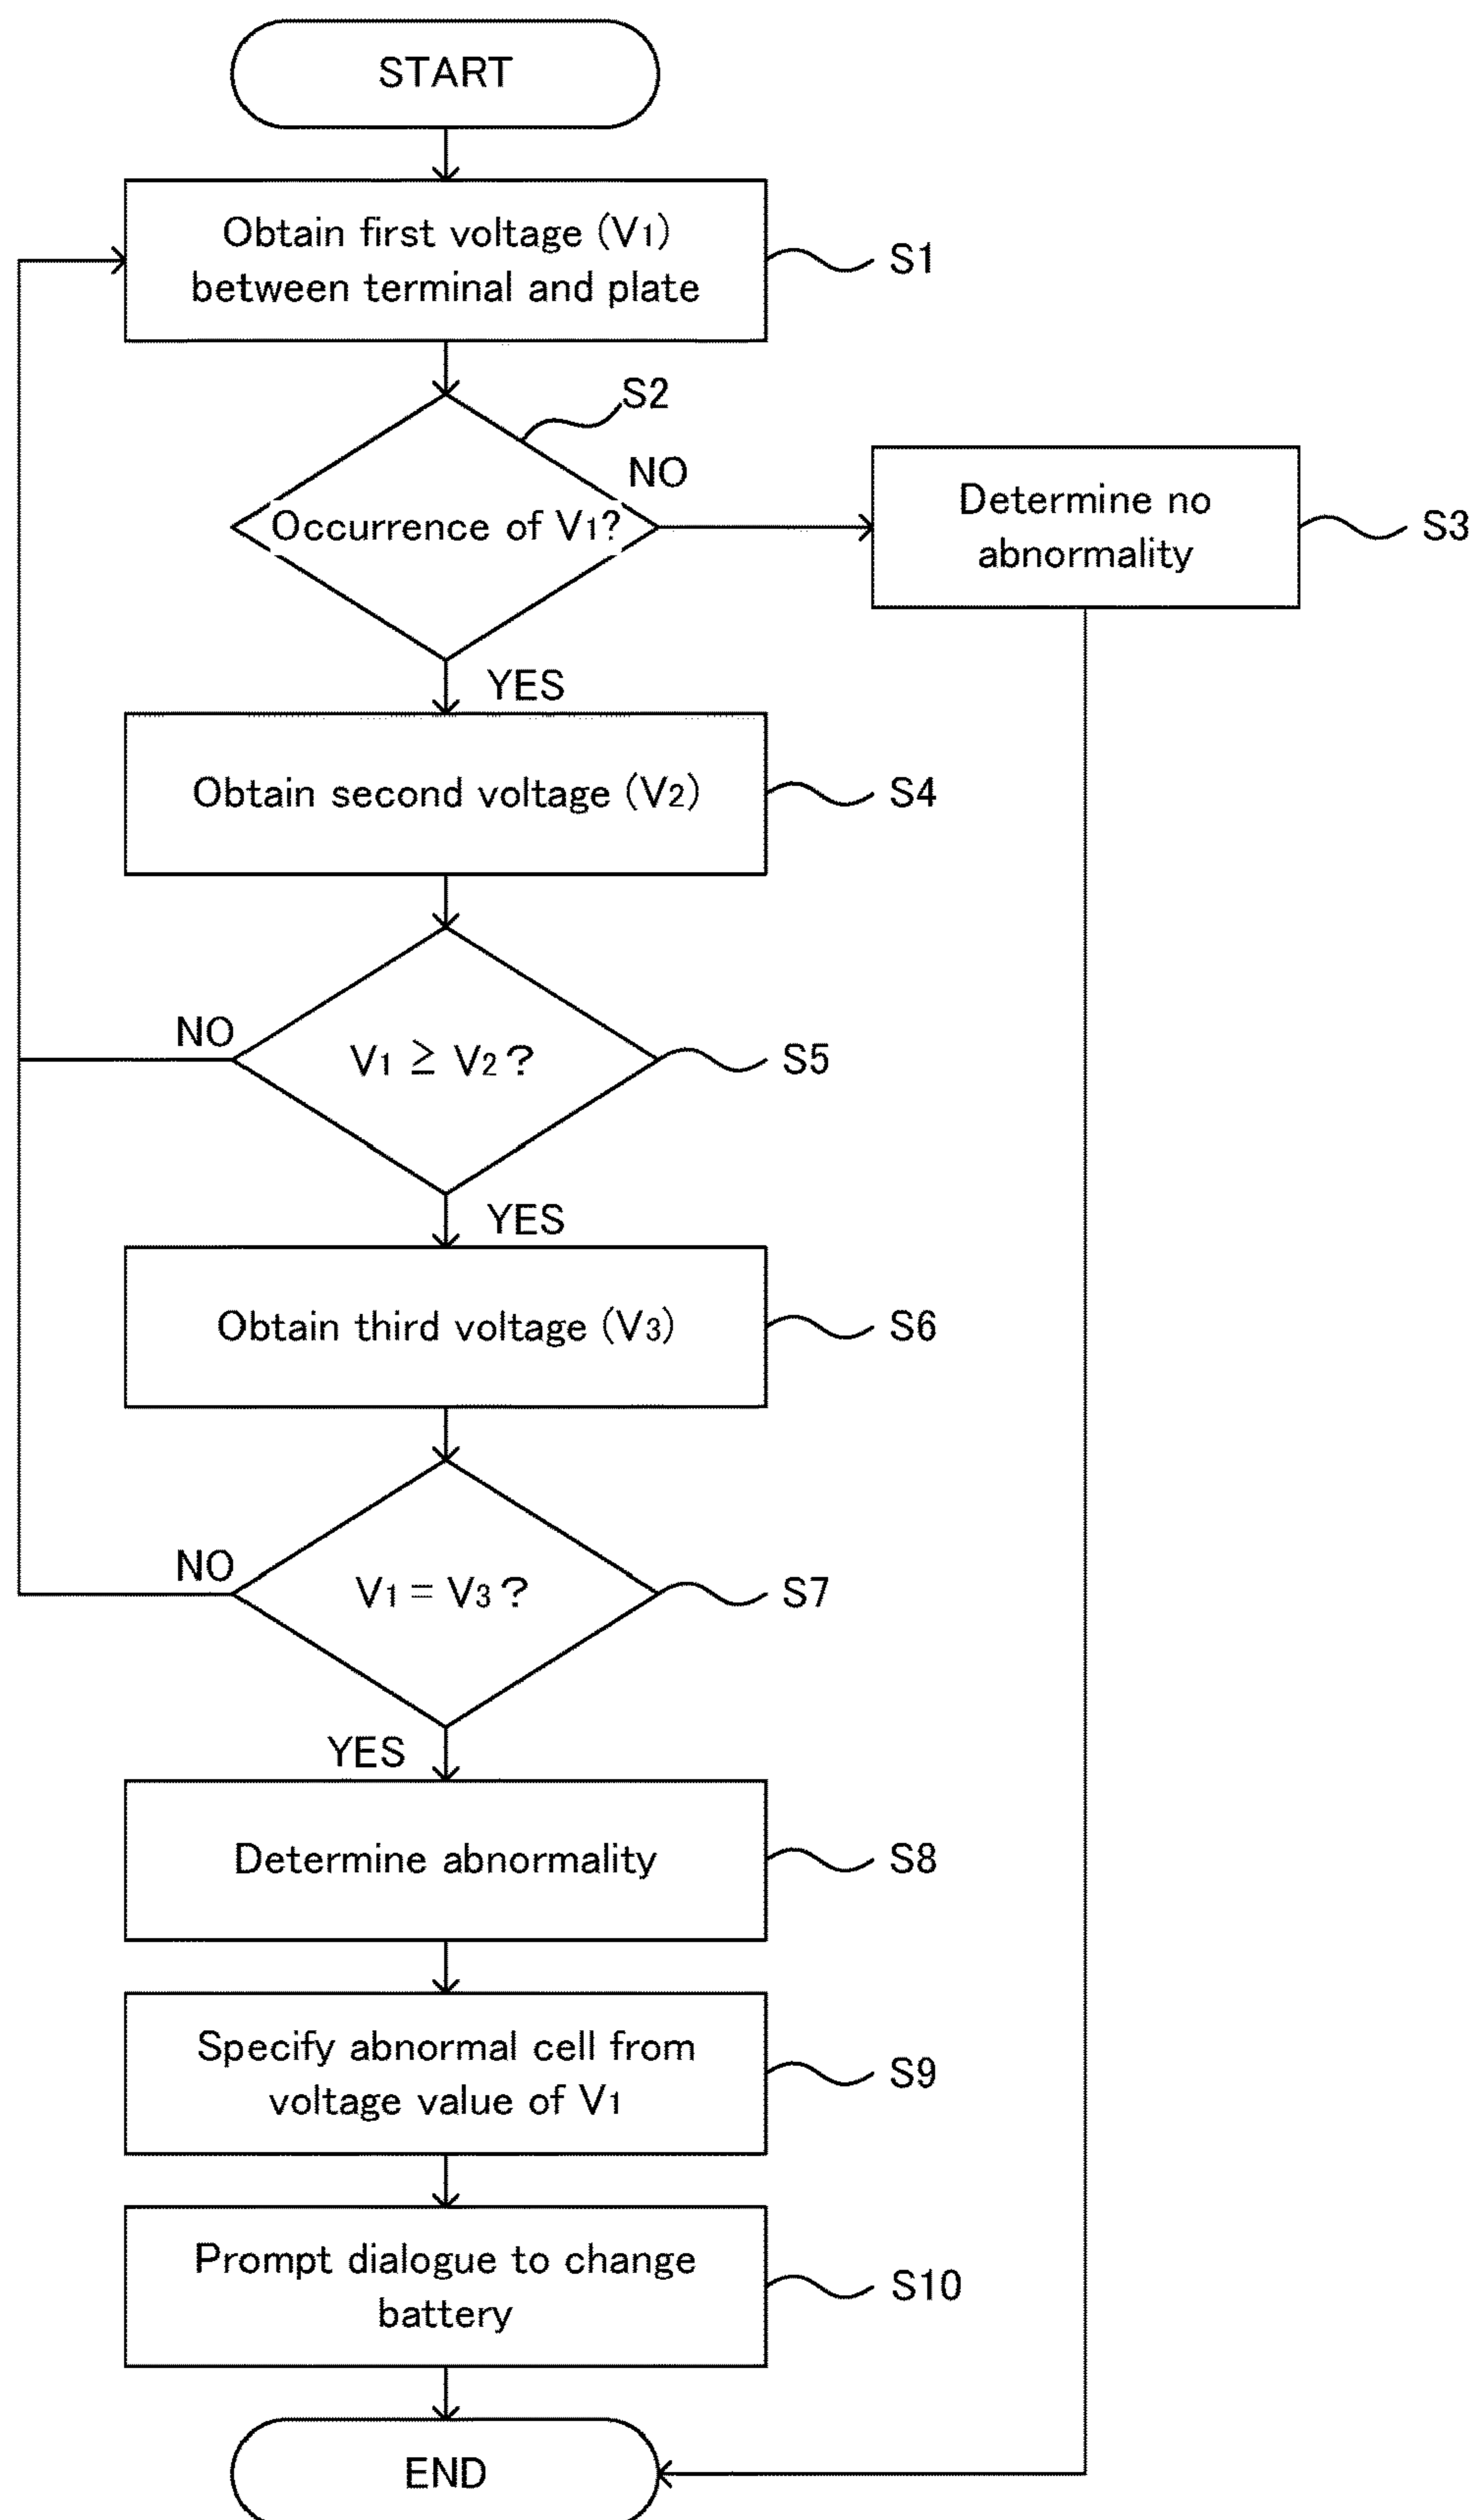 START
Obtain first voltage (V1)
between terminal and plate
S1
S2
NO
Occurrence of V1?
Determine no
abnormality
S3
YES
Obtain second voltage (V2)
S4
NO
V1 ≧ V2 ?
S5
YES
Obtain third voltage (V3)
S6
NO
V1 = V3 ?
S7
YES
Determine abnormality
S8
Specify abnormal cell from
voltage value of V1
S9
Prompt dialogue to change
battery
S10
END